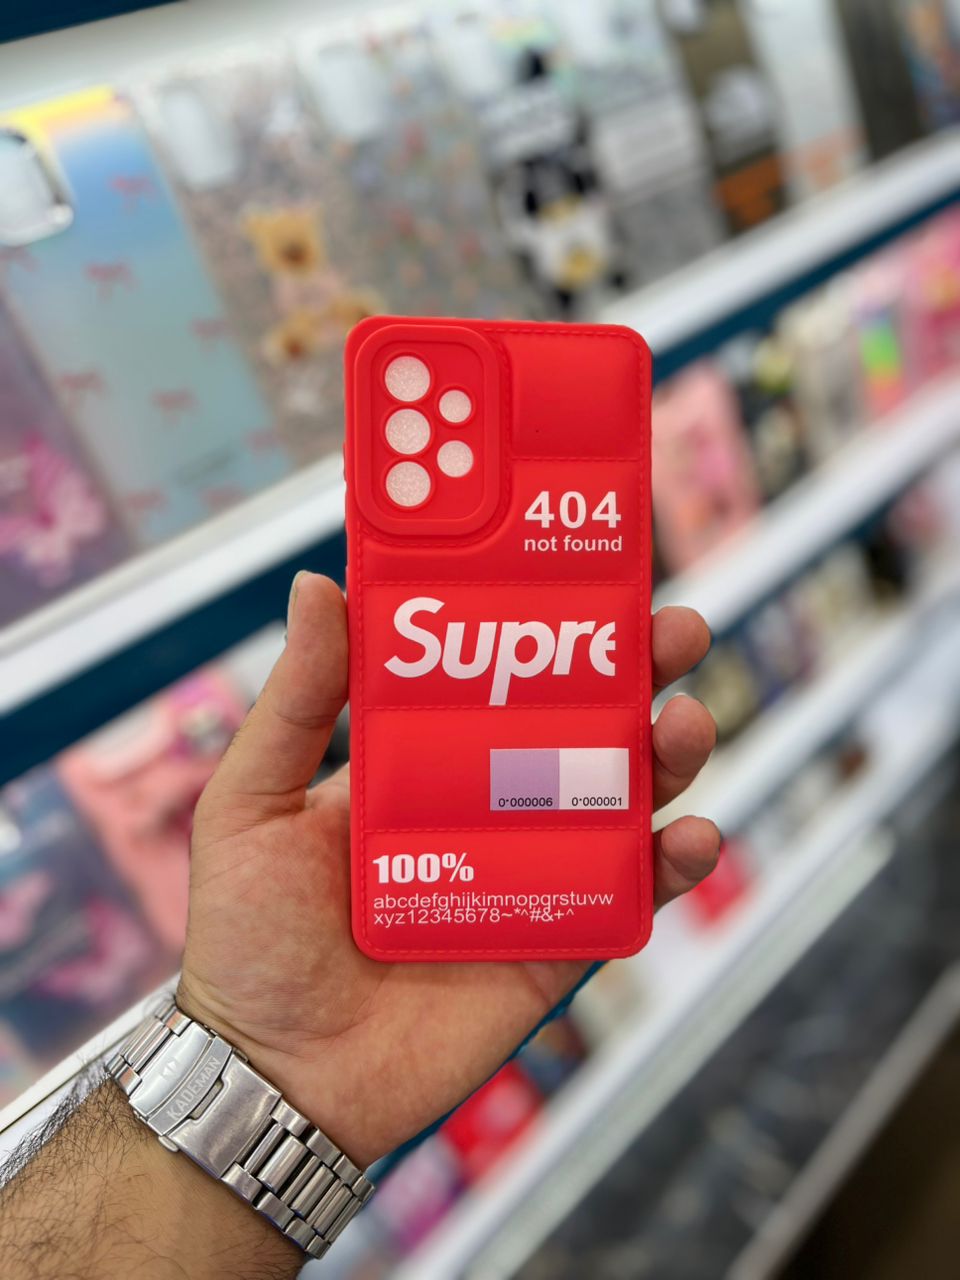 404
not found
Supre
0*000006 0*000001
100%
abcdefghijkimnopqrstuvw
xyz12345678~*^#&+^
KADEMAN